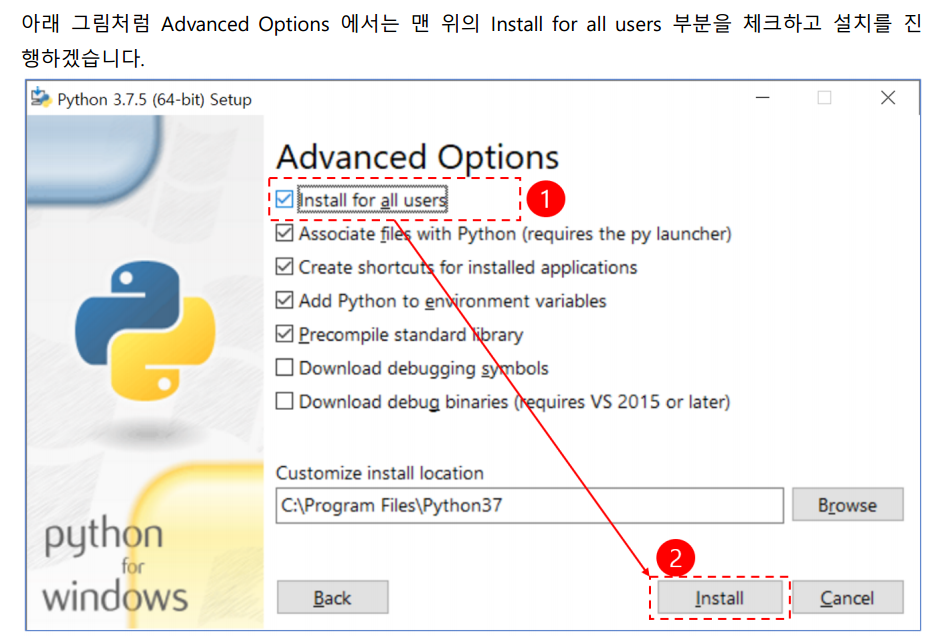 아래 그림처럼 Advanced Options 에서는 맨 위의 Install for all users 부분을 체크하고 설치를 진
행하겠습니다.
Python 3.7.5 (64-bit) Setup
Advanced Options
Install for all users
1
Associate files with Python (requires the py launcher)
Create shortcuts for installed applications
Add Python to environment variables
Precompile standard library
Download debugging symbols
Download debug binaries (requires VS 2015 or later)
Customize install location
C:\Program Files\Python37
Browse
python
for
windows
2
Back
Install
Cancel